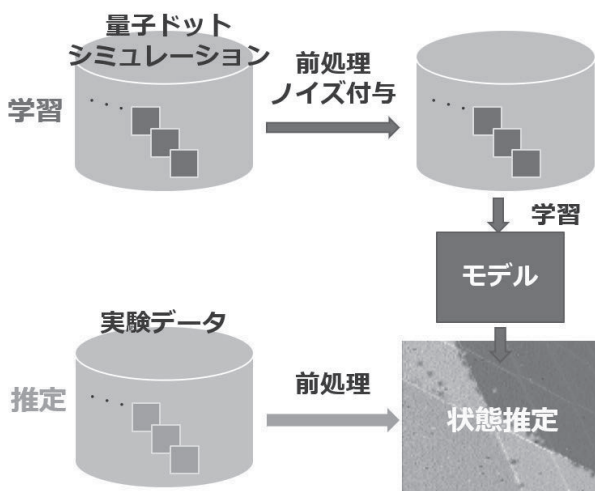 量子ドット
シミュレーション
学習
前処理
ノイズ付与
学習
モデル
実験データ
推定
前処理
状態推定